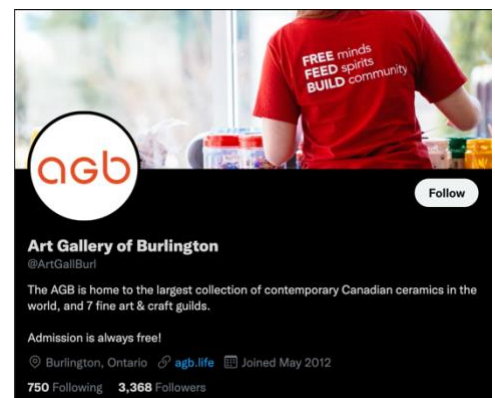 FREE minds
FEED spirits
BUILD community
agb
Follow
Art Gallery of Burlington
@ArtGallBurl
The AGB is home to the largest collection of contemporary Canadian ceramics in the
world, and 7 fine art & craft guilds.
Admission is always free!
Burlington, Ontario agb.life Joined May 2012
750 Following 3,368 Followers